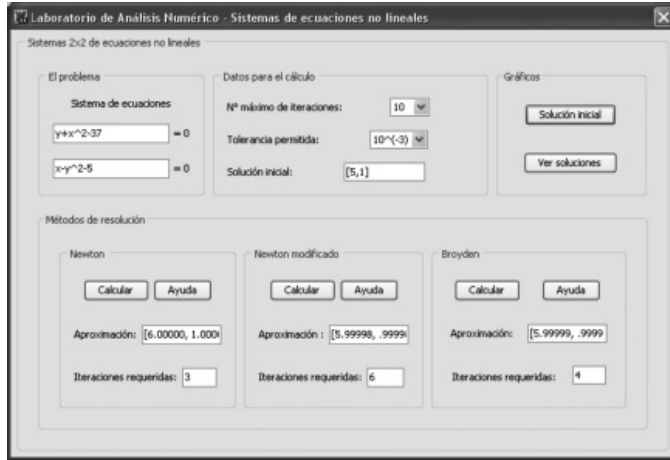 Laboratorio de Análisis Numérico - Sistemas de ecuaciones no lineales
Sistemas 2x2 de ecuaciones no lineales
El problema
Sistema de ecuaciones
y+x^2-37 = 0
x-y^2-5 = 0
Datos para el cálculo
Nº máximo de iteraciones: 10
Tolerancia permitida: 10^(-3)
Solución inicial: [5,1]
Gráficos
Solución inicial
Ver soluciones
Métodos de resolución
Newton
Calcular Ayuda
Aproximación: [6.00000, 1.000
Iteraciones requeridas: 3
Newton modificado
Calcular Ayuda
Aproximación : [5.99998, .9999
Iteraciones requeridas: 6
Broyden
Calcular Ayuda
Aproximación: [5.99999, .9999
Iteraciones requeridas: 4